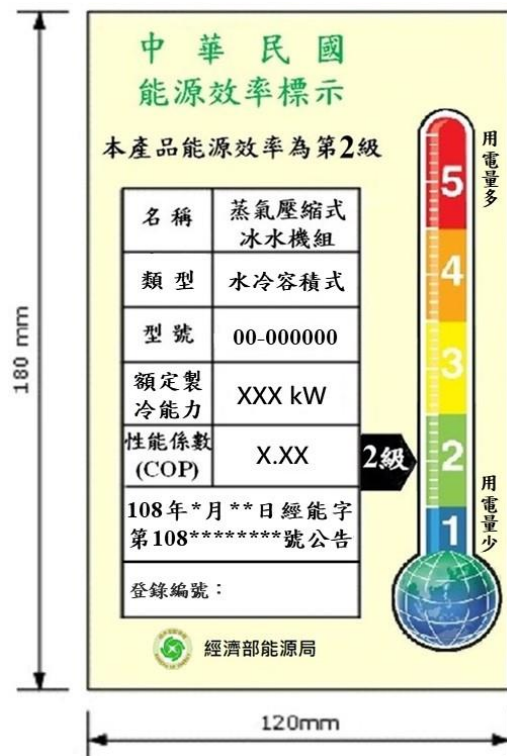 中華民國
能源效率標示
本產品能源效率為第2級
名稱
蒸氣壓縮式
冰水機組
類型
水冷容積式
型號
00-000000
額定製
冷能力
XXX kW
性能係數
(COP)
X.XX
108年*月**日經能字
第108********號公告
登錄編號：
經濟部能源局
用電量多
5
4
3
2級
2
1
用電量少
180 mm
120mm